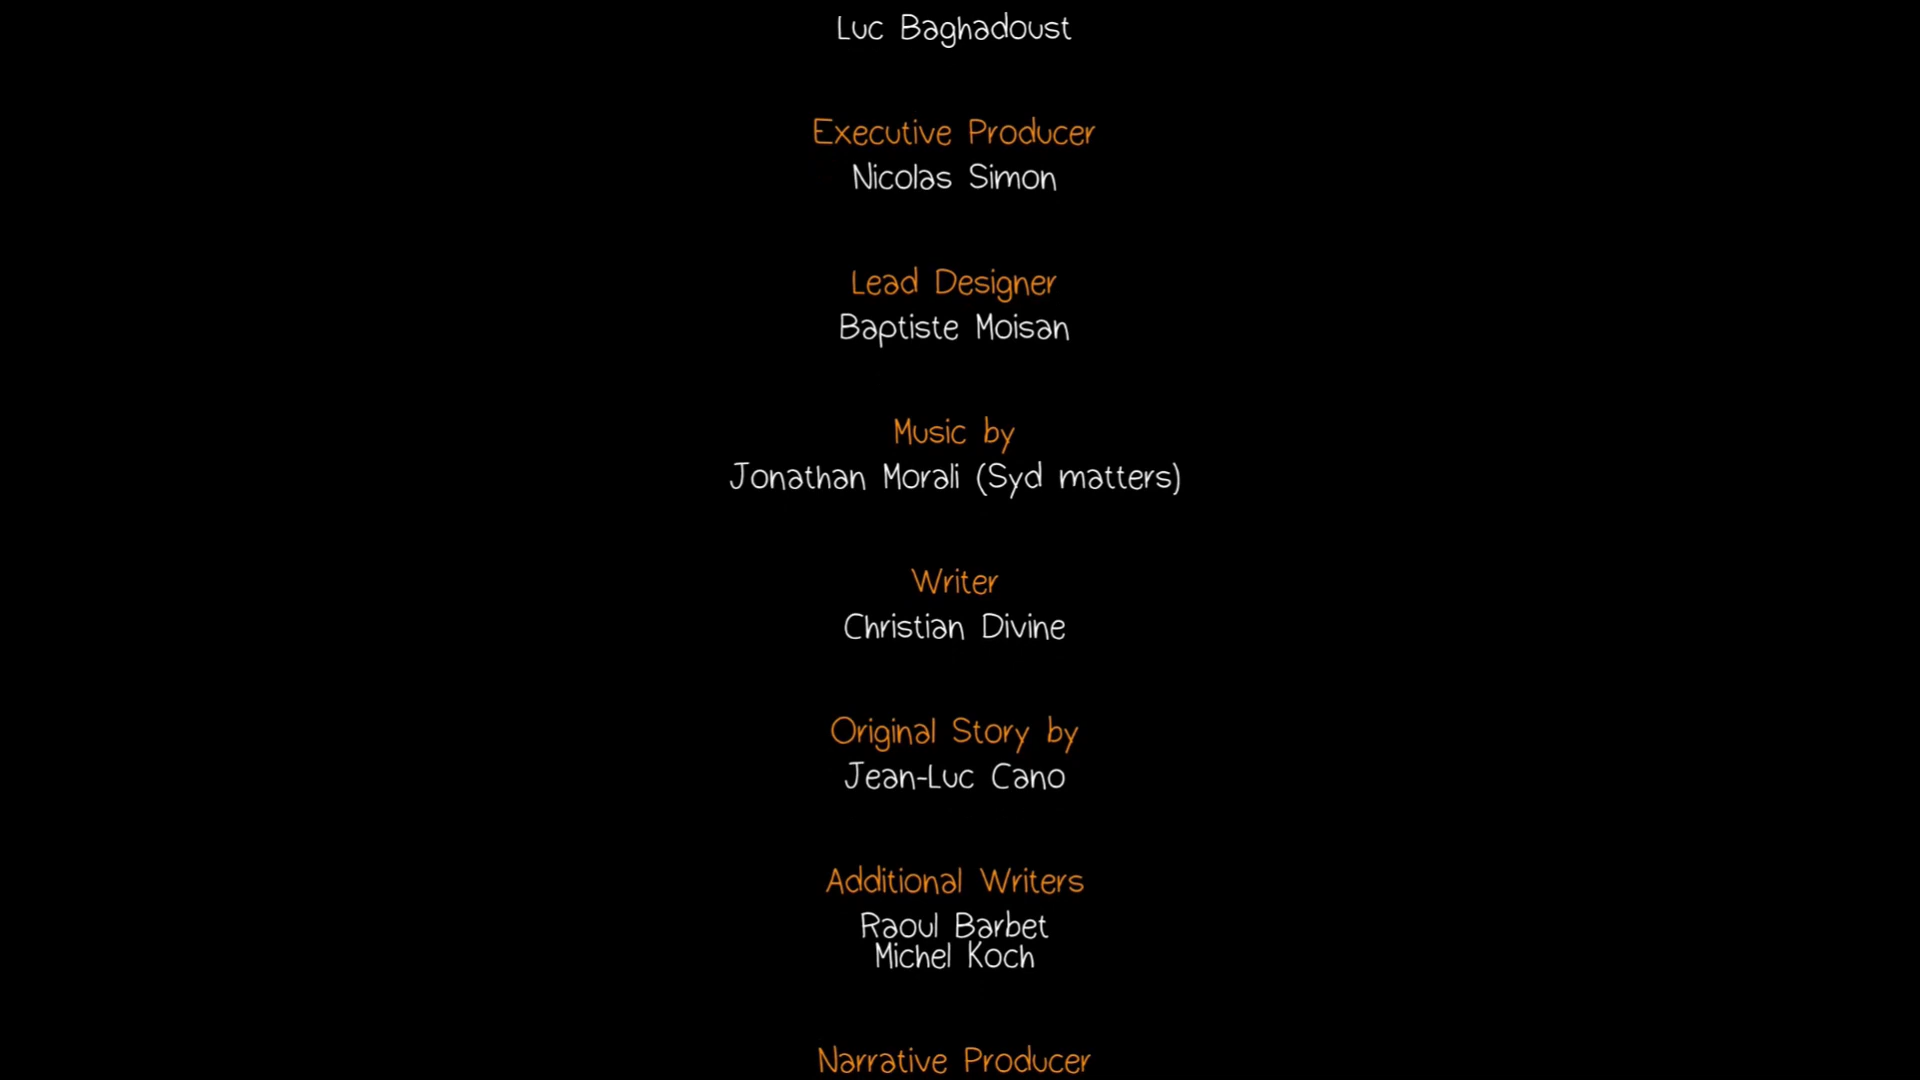 Luc Baghadoust
Executive Producer
Nicolas Simon
Lead Designer
Baptiste Moisan
Music by
Jonathan Morali (Syd matters)
Writer
Christian Divine
Original Story by
Jean-Luc Cano
Additional Writers
Raoul Barbet
Michel Koch
Narrative Producer